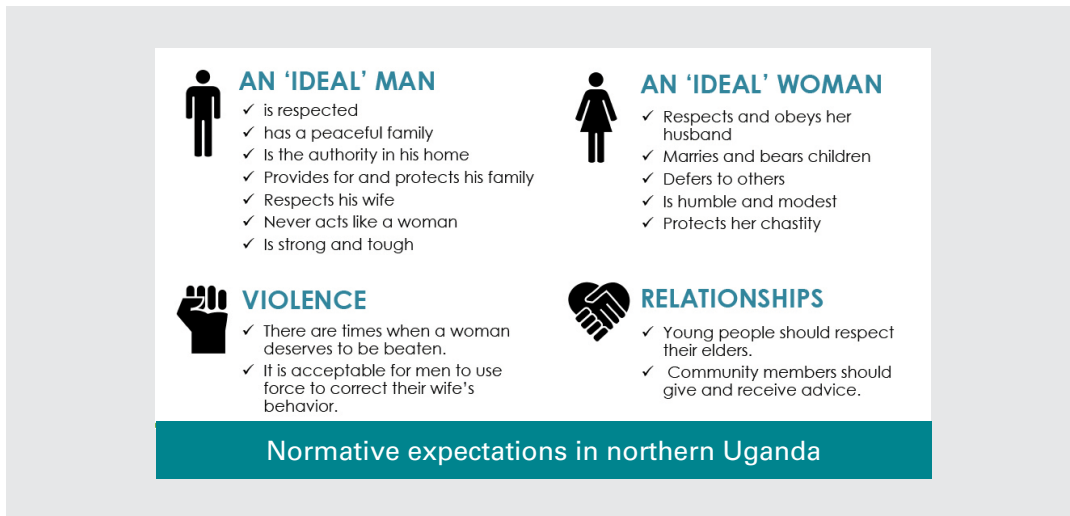 AN ‘IDEAL’ MAN
✓ is respected
✓ has a peaceful family
✓ Is the authority in his home
✓ Provides for and protects his family
✓ Respects his wife
✓ Never acts like a woman
✓ Is strong and tough
AN ‘IDEAL’ WOMAN
✓ Respects and obeys her
husband
✓ Marries and bears children
✓ Defers to others
✓ Is humble and modest
✓ Protects her chastity
VIOLENCE
✓ There are times when a woman
deserves to be beaten.
✓ It is acceptable for men to use
force to correct their wife’s
behavior.
RELATIONSHIPS
✓ Young people should respect
their elders.
✓ Community members should
give and receive advice.
Normative expectations in northern Uganda